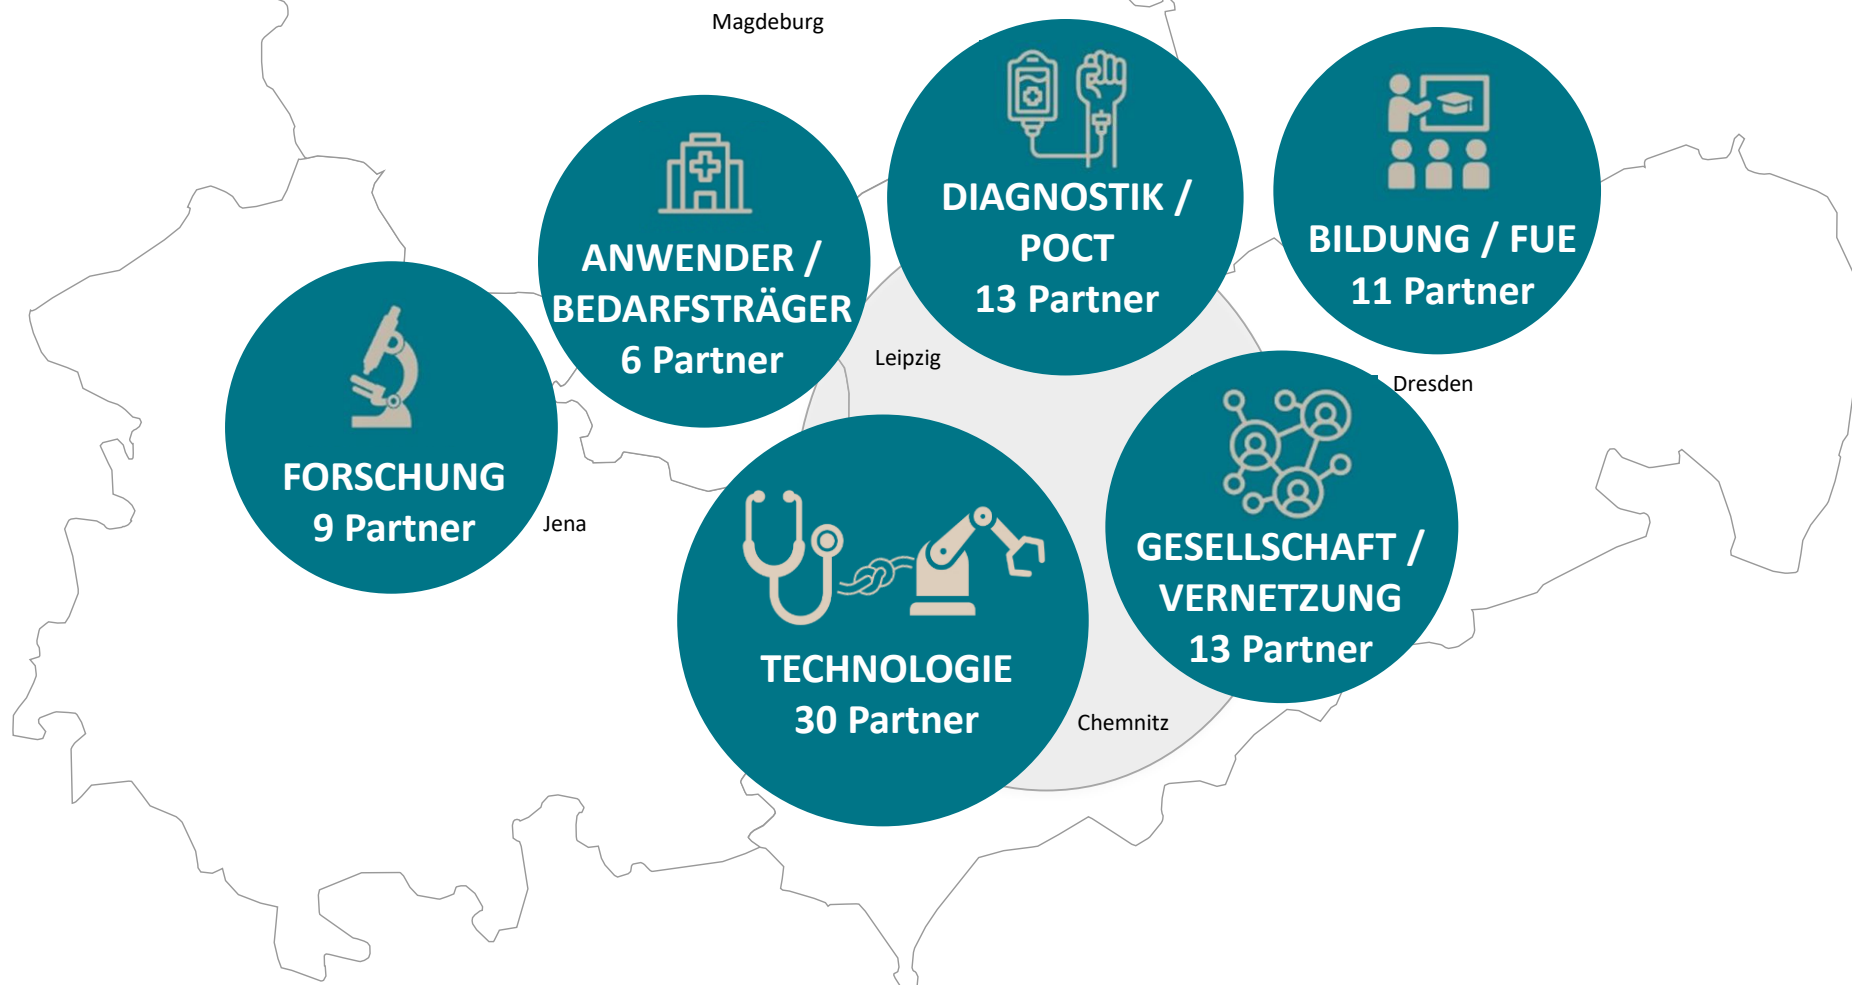 Magdeburg
DIAGNOSTIK /
POCT
13 Partner
BILDUNG / FUE
11 Partner
ANWENDER /
BEDARFSTRÄGER
6 Partner
Leipzig
Dresden
FORSCHUNG
9 Partner
Jena
GESELLSCHAFT /
VERNETZUNG
13 Partner
TECHNOLOGIE
30 Partner
Chemnitz